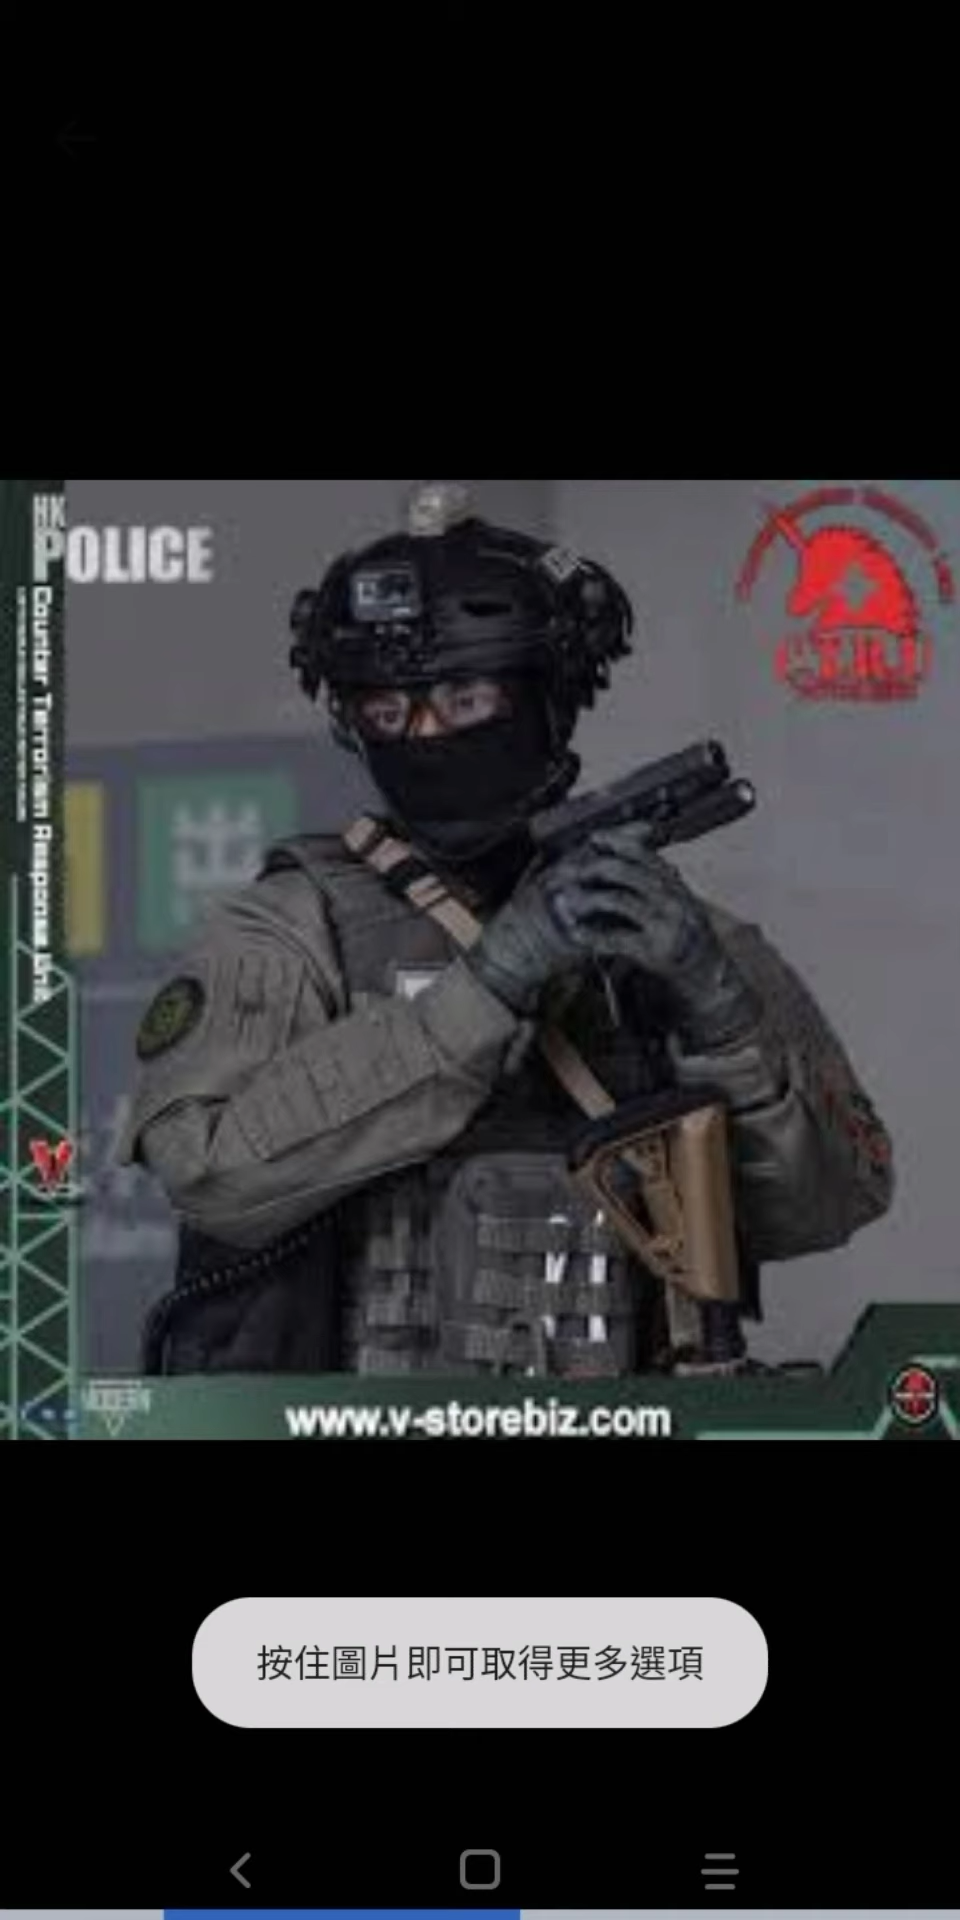 HK
POLICE
Counter Terrorism Response Unit
MODERN
www.v-storebiz.com
按住圖片即可取得更多選項